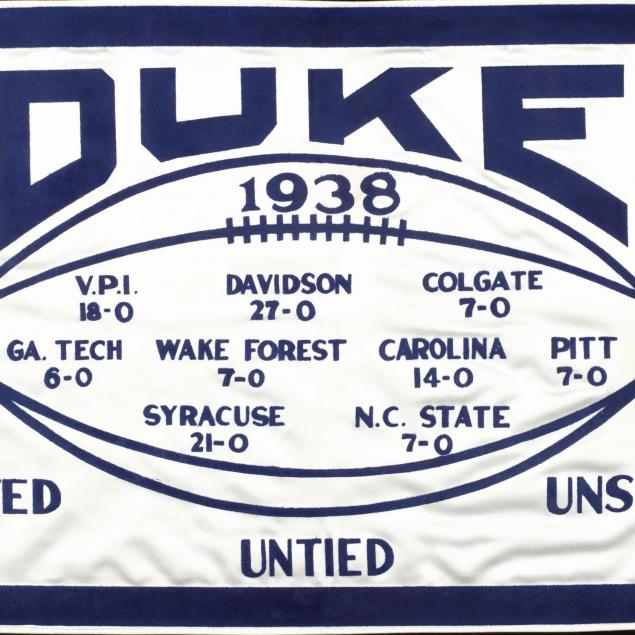 DUKE
1938
V.P.I. DAVIDSON COLGATE
18-0 27-0 7-0
GA. TECH WAKE FOREST CAROLINA PITT
6-0 7-0 14-0 7-0
SYRACUSE N.C. STATE
21-0 7-0
TED UNS
UNTIED